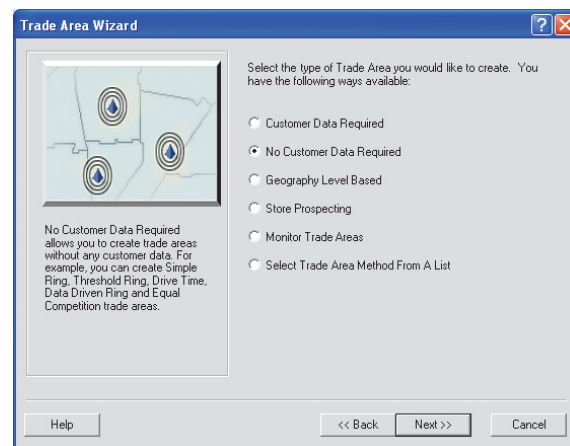 Trade Area Wizard
Select the type of Trade Area you would like to create. You
have the following ways available:
Customer Data Required
No Customer Data Required
Geography Level Based
Store Prospecting
Monitor Trade Areas
Select Trade Area Method From A List
No Customer Data Required
allows you to create trade areas
without any customer data. For
example, you can create Simple
Ring, Threshold Ring, Drive Time,
Data Driven Ring and Equal
Competition trade areas.
Help
<< Back
Next >>
Cancel